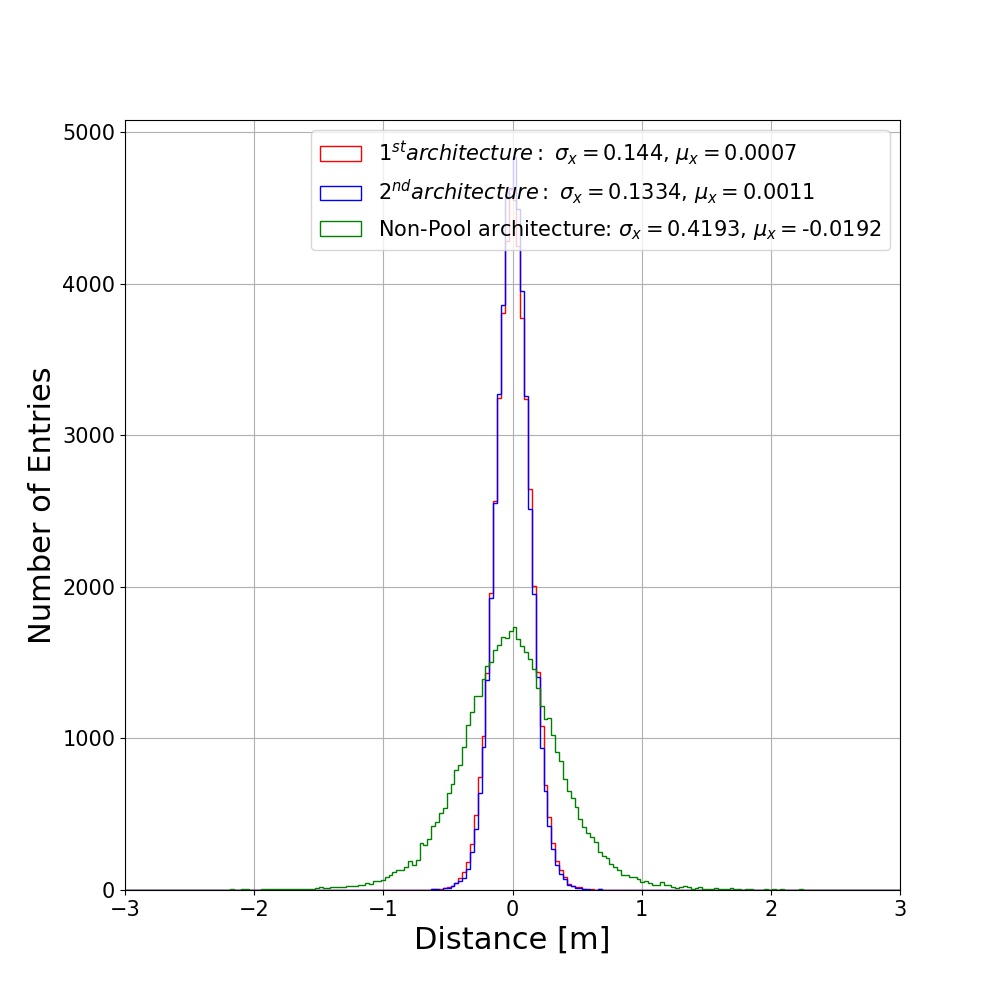 5000
4000
3000
2000
1000
0
1st architecture: σx = 0.144, μx = 0.0007
2nd architecture: σx = 0.1334, μx = 0.0011
Non-Pool architecture: σx = 0.4193, μx = -0.0192
Number of Entries
−3 −2 −1 0 1 2 3
Distance [m]